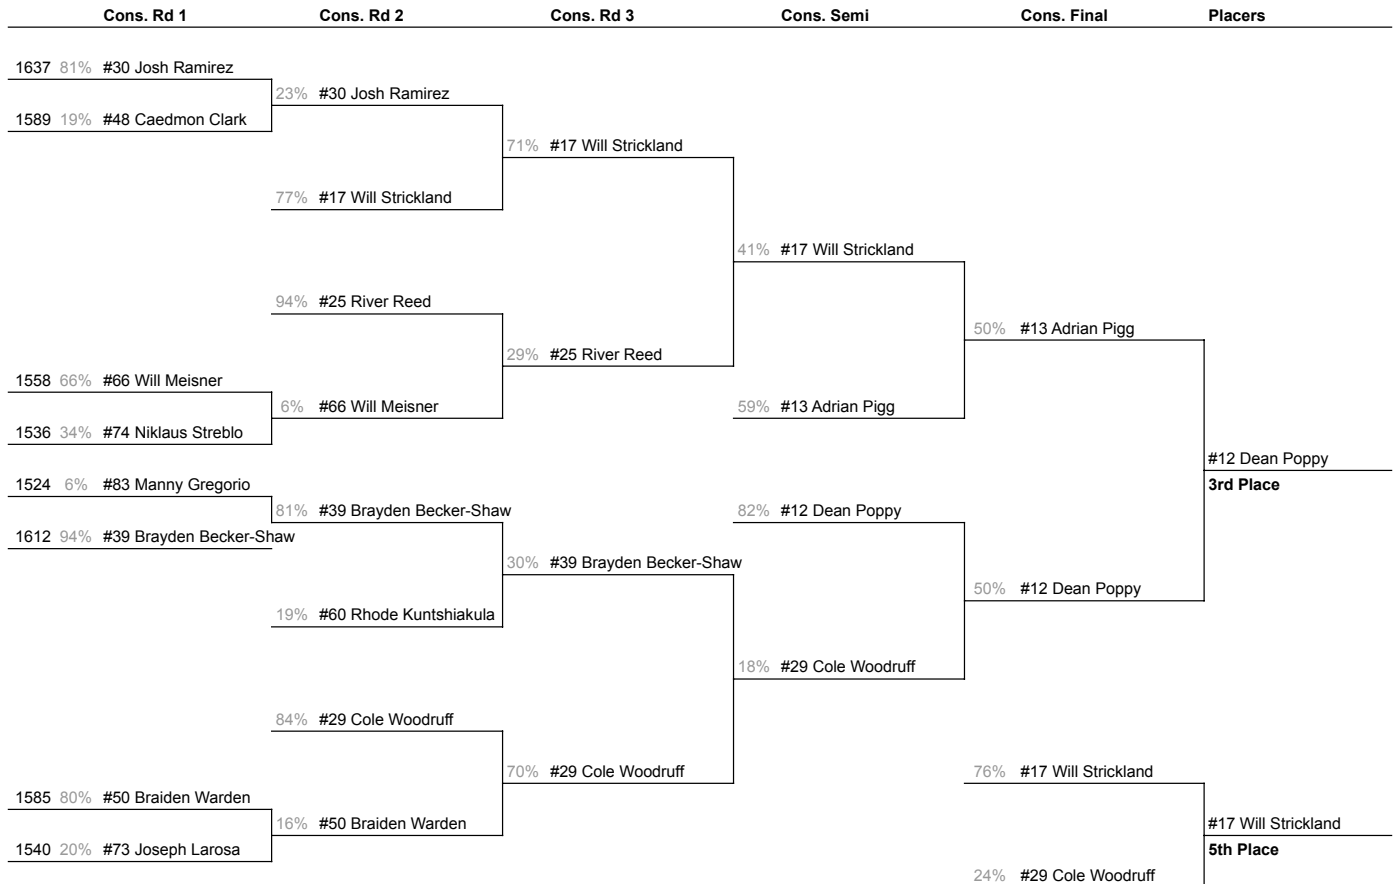 Cons. Rd 1 Cons. Rd 2 Cons. Rd 3 Cons. Semi Cons. Final Placers
1637 81% #30 Josh Ramirez
23% #30 Josh Ramirez
1589 19% #48 Caedmon Clark
71% #17 Will Strickland
77% #17 Will Strickland
41% #17 Will Strickland
94% #25 River Reed
50% #13 Adrian Pigg
29% #25 River Reed
1558 66% #66 Will Meisner
6% #66 Will Meisner
59% #13 Adrian Pigg
1536 34% #74 Niklaus Streblo
#12 Dean Poppy
1524 6% #83 Manny Gregorio
3rd Place
81% #39 Brayden Becker-Shaw
82% #12 Dean Poppy
1612 94% #39 Brayden Becker-Shaw
30% #39 Brayden Becker-Shaw
50% #12 Dean Poppy
19% #60 Rhode Kuntshiakula
18% #29 Cole Woodruff
84% #29 Cole Woodruff
70% #29 Cole Woodruff
76% #17 Will Strickland
1585 80% #50 Braiden Warden
16% #50 Braiden Warden
#17 Will Strickland
1540 20% #73 Joseph Larosa
5th Place
24% #29 Cole Woodruff